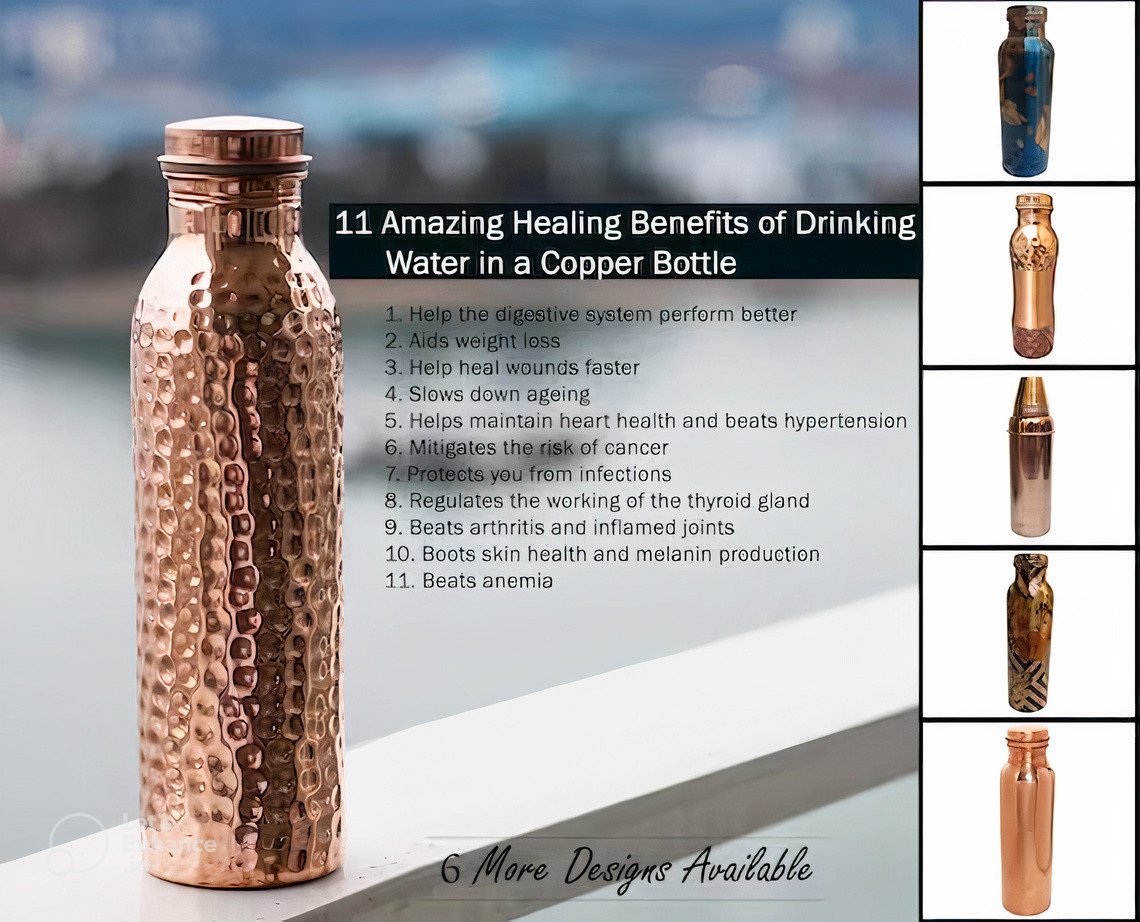 11 Amazing Healing Benefits of Drinking
Water in a Copper Bottle
1. Help the digestive system perform better
2. Aids weight loss
3. Help heal wounds faster
4. Slows down ageing
5. Helps maintain heart health and beats hypertension
6. Mitigates the risk of cancer
7. Protects you from infections
8. Regulates the working of the thyroid gland
9. Beats arthritis and inflamed joints
10. Boots skin health and melanin production
11. Beats anemia
6 More Designs Available
Enhance